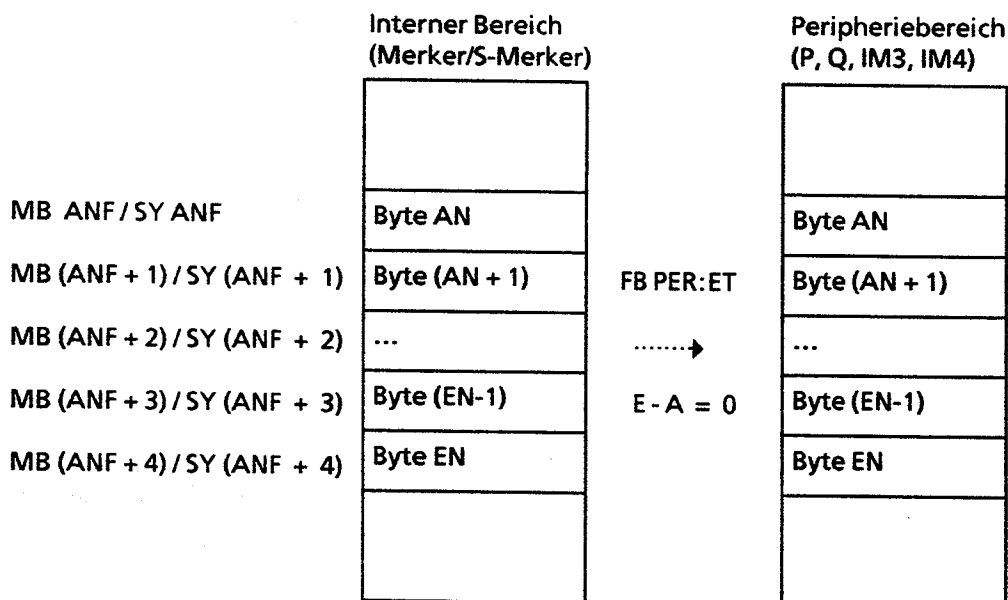 Interner Bereich
(Merker/S-Merker)
Peripheriebereich
(P, Q, IM3, IM4)
MB ANF / SY ANF
Byte AN
Byte AN
MB (ANF + 1) / SY (ANF + 1)
Byte (AN + 1)
FB PER:ET
Byte (AN + 1)
MB (ANF + 2) / SY (ANF + 2)
...
...
MB (ANF + 3) / SY (ANF + 3)
Byte (EN-1)
E - A = 0
Byte (EN-1)
MB (ANF + 4) / SY (ANF + 4)
Byte EN
Byte EN